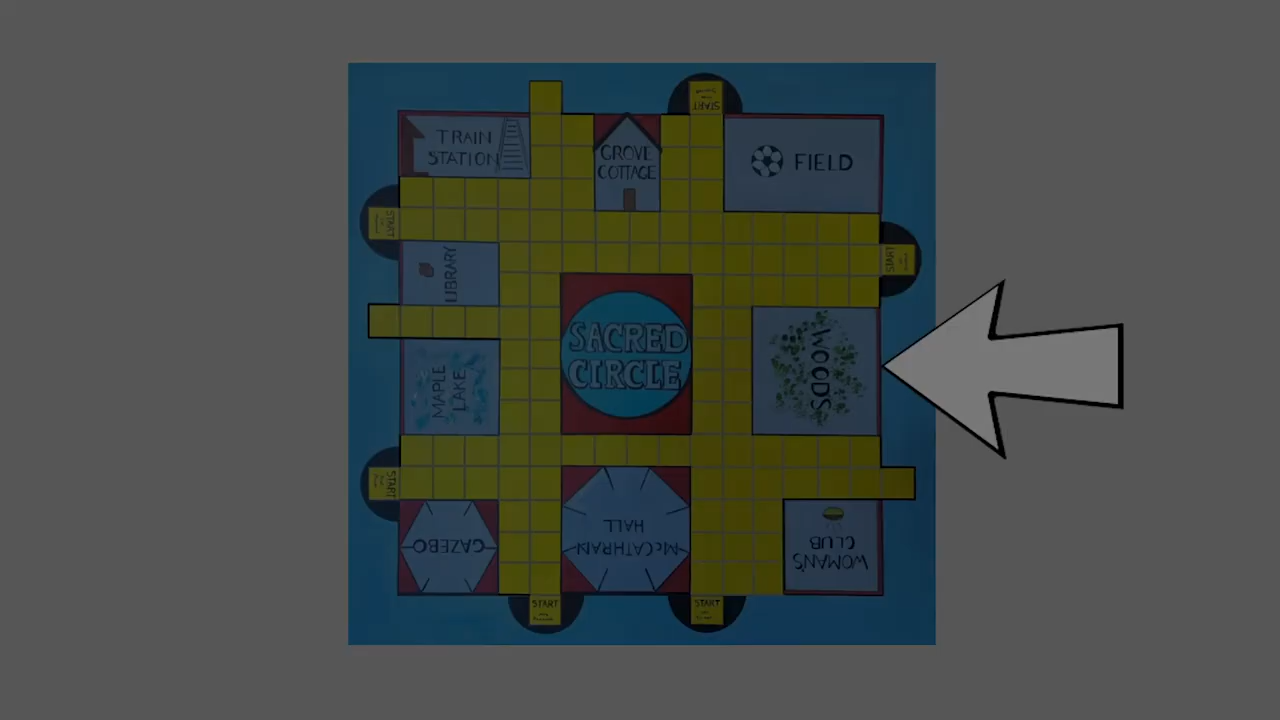 START
TRAIN
STATION
GROVE
COTTAGE
FIELD
START
LIBRARY
START
SACRED
CIRCLE
WOODS
MAPLE
LAKE
START
GAZEBO
McCATHRAN
HALL
WOMAN'S
CLUB
START
START